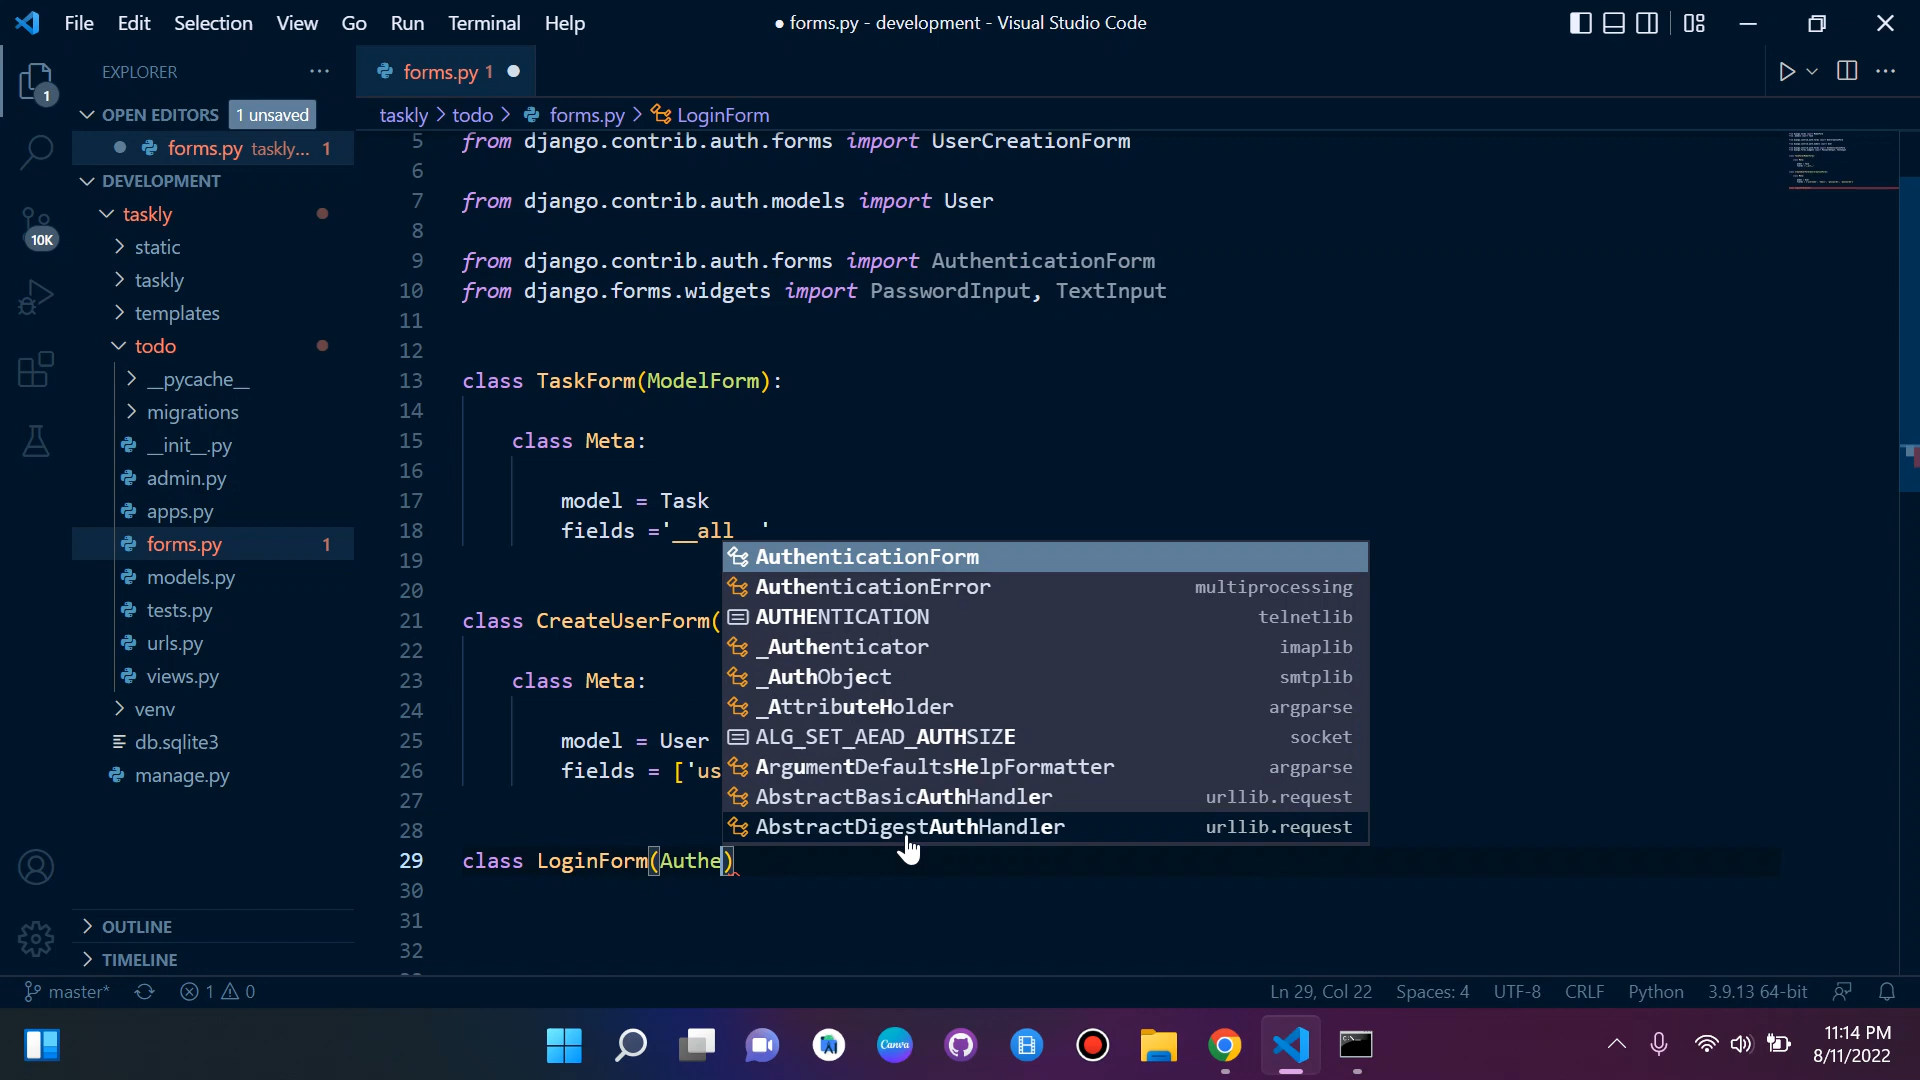 File Edit Selection View Go Run Terminal Help
● forms.py - development - Visual Studio Code
EXPLORER
forms.py 1
OPEN EDITORS 1 unsaved
taskly > todo > forms.py > LoginForm
forms.py taskly... 1
DEVELOPMENT
taskly
static
taskly
templates
todo
__pycache__
migrations
__init__.py
admin.py
apps.py
forms.py 1
models.py
tests.py
urls.py
views.py
venv
db.sqlite3
manage.py
OUTLINE
TIMELINE
1
10K
5 from django.contrib.auth.forms import UserCreationForm
6
7 from django.contrib.auth.models import User
8
9 from django.contrib.auth.forms import AuthenticationForm
10 from django.forms.widgets import PasswordInput, TextInput
11
12
13 class TaskForm(ModelForm):
14
15 class Meta:
16
17 model = Task
18 fields ='__all__'
19
20
21 class CreateUserForm(
22
23 class Meta:
24
25 model = User
26 fields = ['us
27
28
29 class LoginForm(Authe)
30
31
32
AuthenticationForm
AuthenticationError multiprocessing
AUTHENTICATION telnetlib
_Authenticator imaplib
_AuthObject smtplib
_AttributeHolder argparse
ALG_SET_AEAD_AUTHSIZE socket
ArgumentDefaultsHelpFormatter argparse
AbstractBasicAuthHandler urllib.request
AbstractDigestAuthHandler urllib.request
master* 1 0 Ln 29, Col 22 Spaces: 4 UTF-8 CRLF Python 3.9.13 64-bit
Canva
11:14 PM
8/11/2022